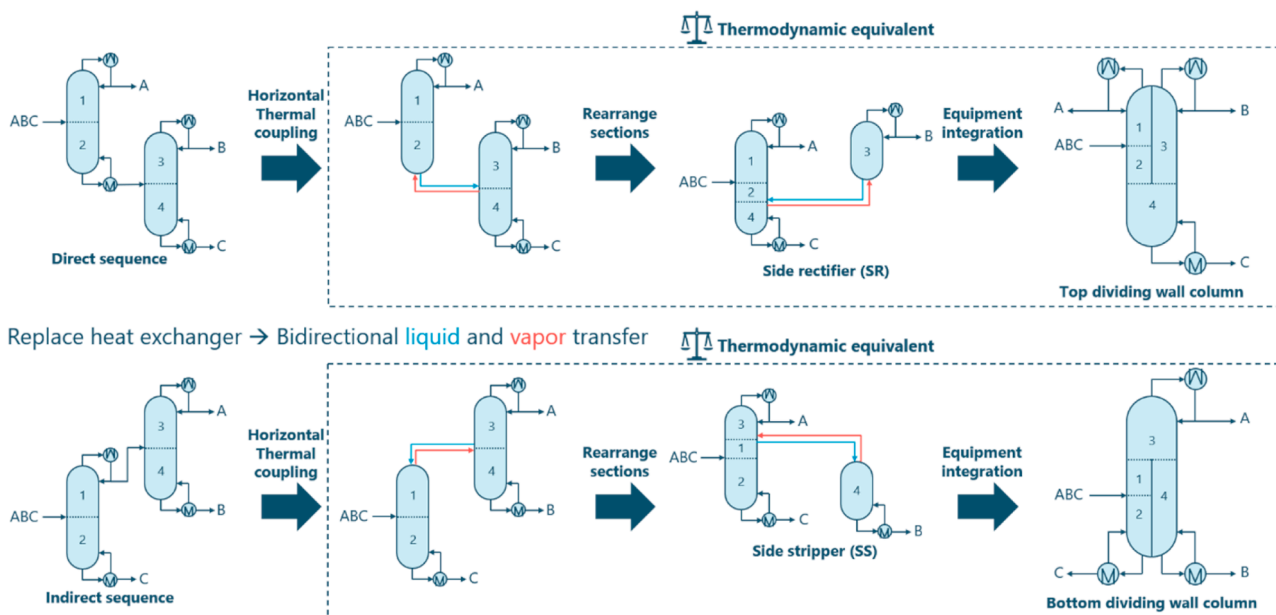 Thermodynamic equivalent
ABC
1
2
A
3
4
B
M
C
Direct sequence
Horizontal
Thermal
coupling
ABC
1
2
A
3
4
B
M
C
Rearrange
sections
ABC
1
2
4
A
3
B
M
C
Side rectifier (SR)
Equipment
integration
A
B
ABC
1
2
3
4
M
C
Top dividing wall column
Replace heat exchanger → Bidirectional liquid and vapor transfer
Thermodynamic equivalent
ABC
1
2
M
C
3
4
A
M
B
Indirect sequence
Horizontal
Thermal
coupling
ABC
1
2
M
C
3
4
A
M
B
Rearrange
sections
ABC
3
1
2
A
M
C
4
M
B
Side stripper (SS)
Equipment
integration
A
3
ABC
1
2
4
C
M
M
B
Bottom dividing wall column